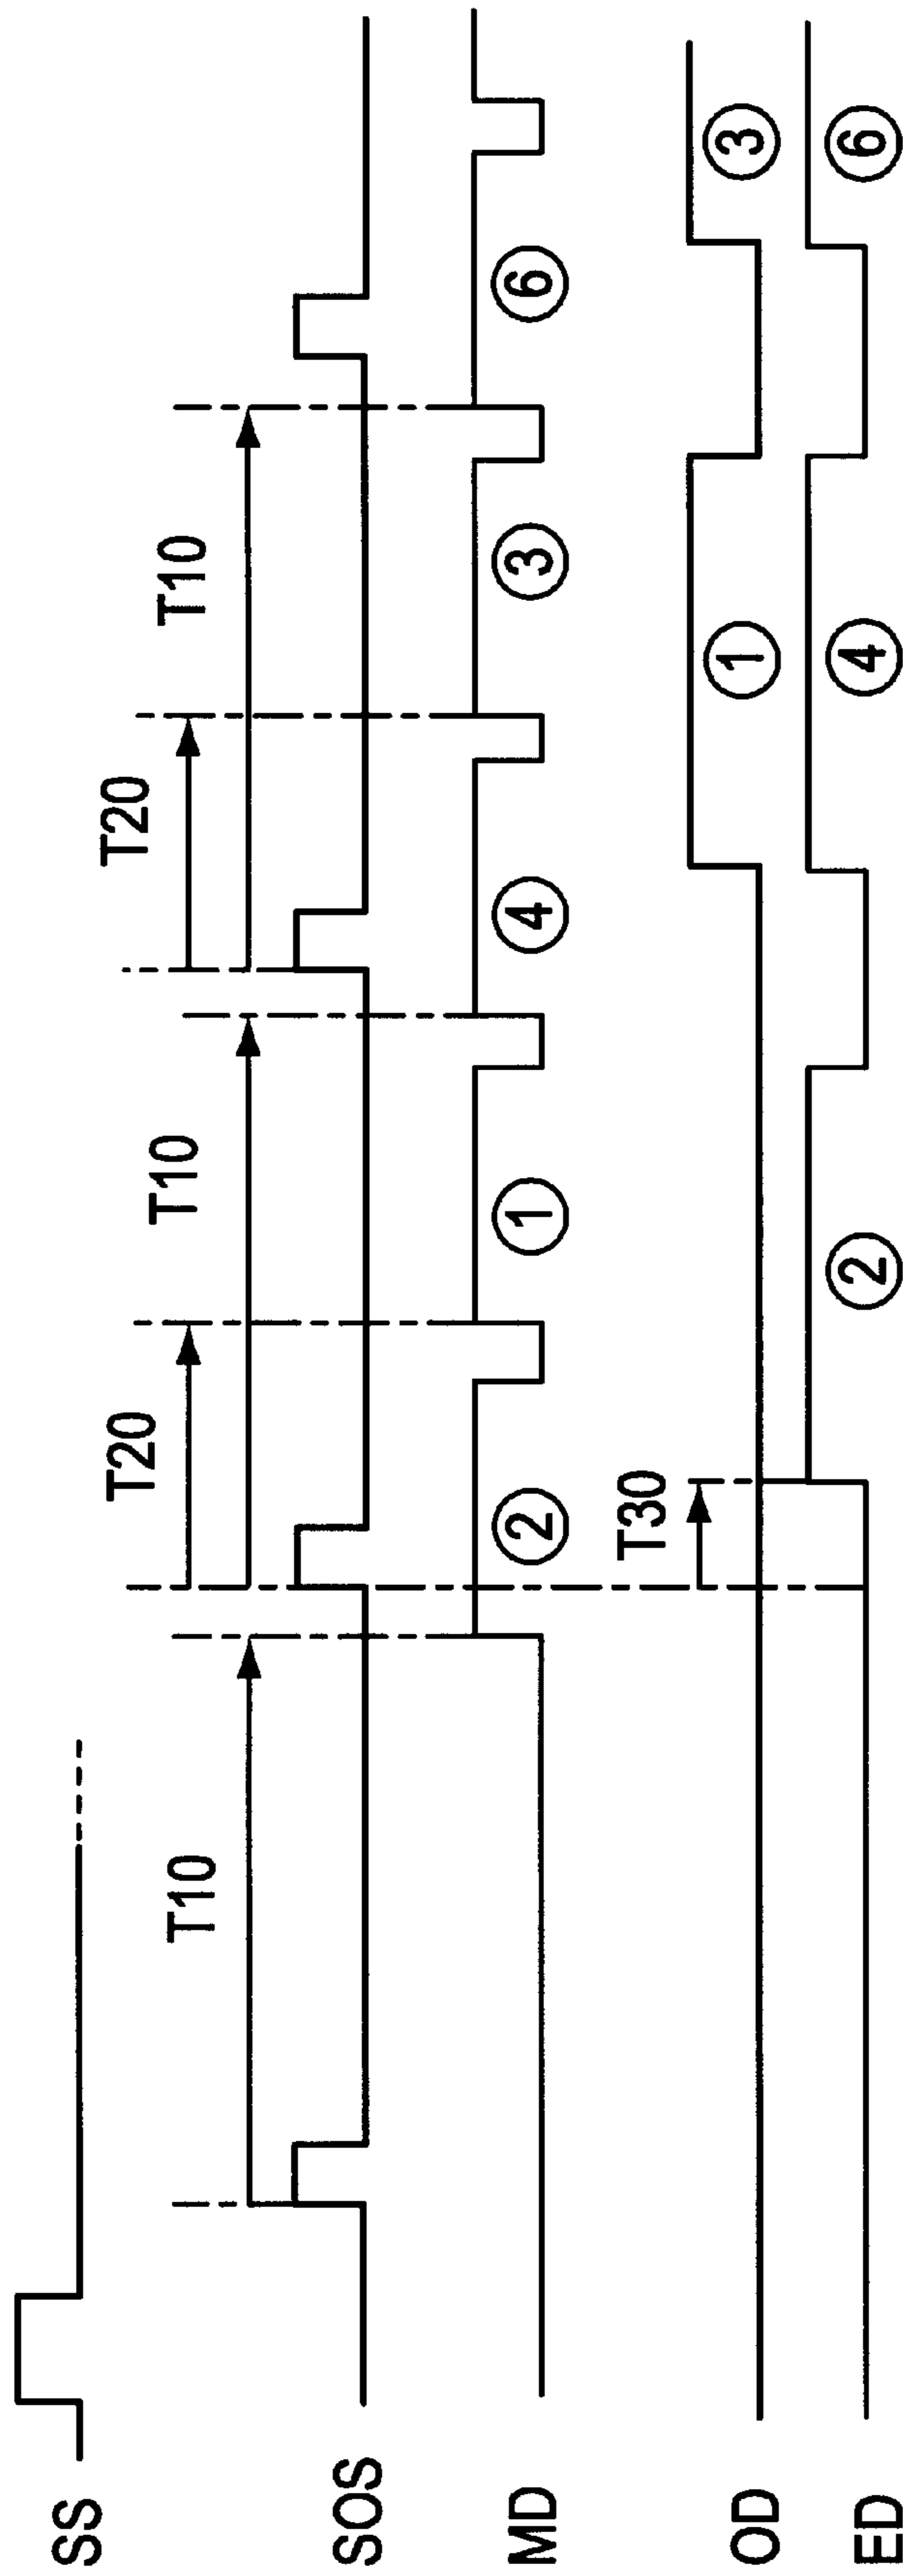 SS
T10
T20
T10
T20
T10
SOS
MD
②
①
④
③
⑥
T30
OD
①
③
ED
②
④
⑥